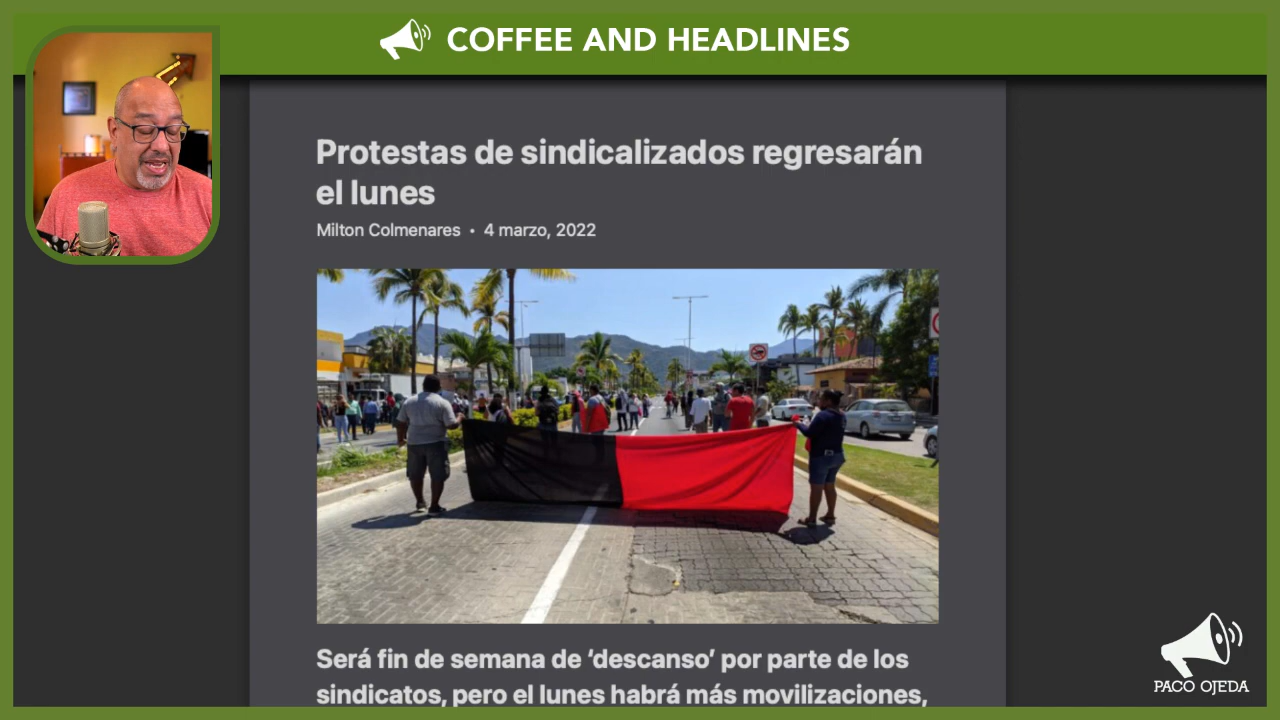 COFFEE AND HEADLINES
Protestas de sindicalizados regresarán
el lunes
Milton Colmenares • 4 marzo, 2022
Será fin de semana de ‘descanso’ por parte de los
sindicatos, pero el lunes habrá más movilizaciones,
PACO OJEDA